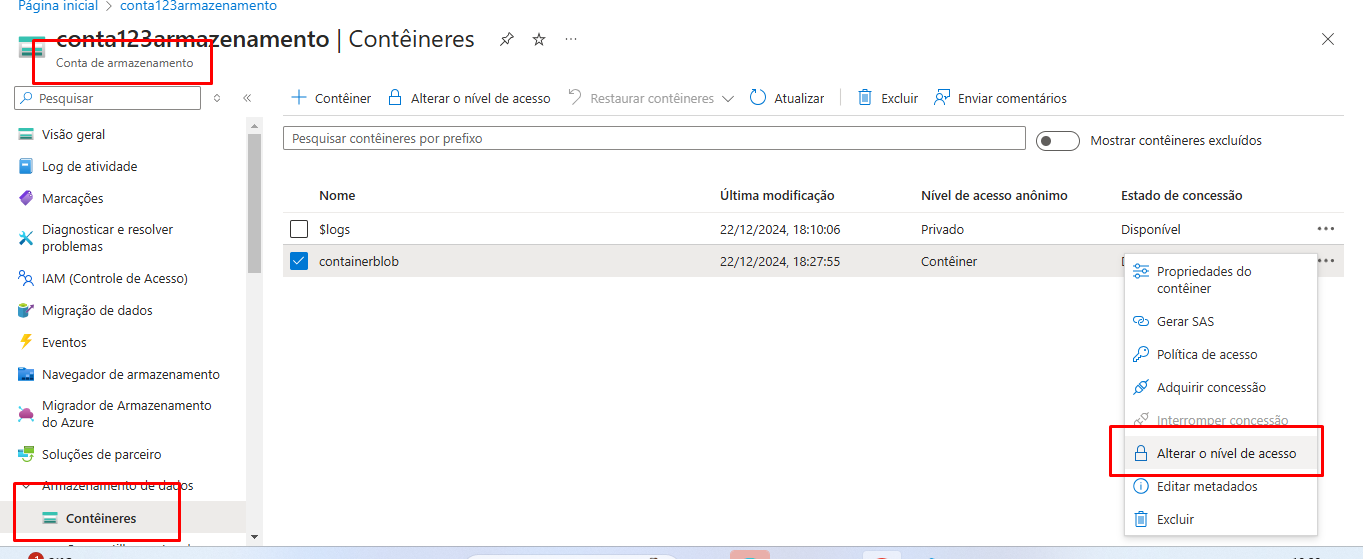 Página inicial > conta123armazenamento
conta123armazenamento | Contêineres
Conta de armazenamento
Pesquisar
Contêiner
Alterar o nível de acesso
Restaurar contêineres
Atualizar
Excluir
Enviar comentários
Pesquisar contêineres por prefixo
Mostrar contêineres excluídos
Visão geral
Log de atividade
Marcações
Diagnosticar e resolver
problemas
IAM (Controle de Acesso)
Migração de dados
Eventos
Navegador de armazenamento
Migrador de Armazenamento
do Azure
Soluções de parceiro
Armazenamento de dados
Contêineres
Nome Última modificação Nível de acesso anônimo Estado de concessão
$logs 22/12/2024, 18:10:06 Privado Disponível
containerblob 22/12/2024, 18:27:55 Contêiner
Propriedades do
contêiner
Gerar SAS
Política de acesso
Adquirir concessão
Interromper concessão
Alterar o nível de acesso
Editar metadados
Excluir